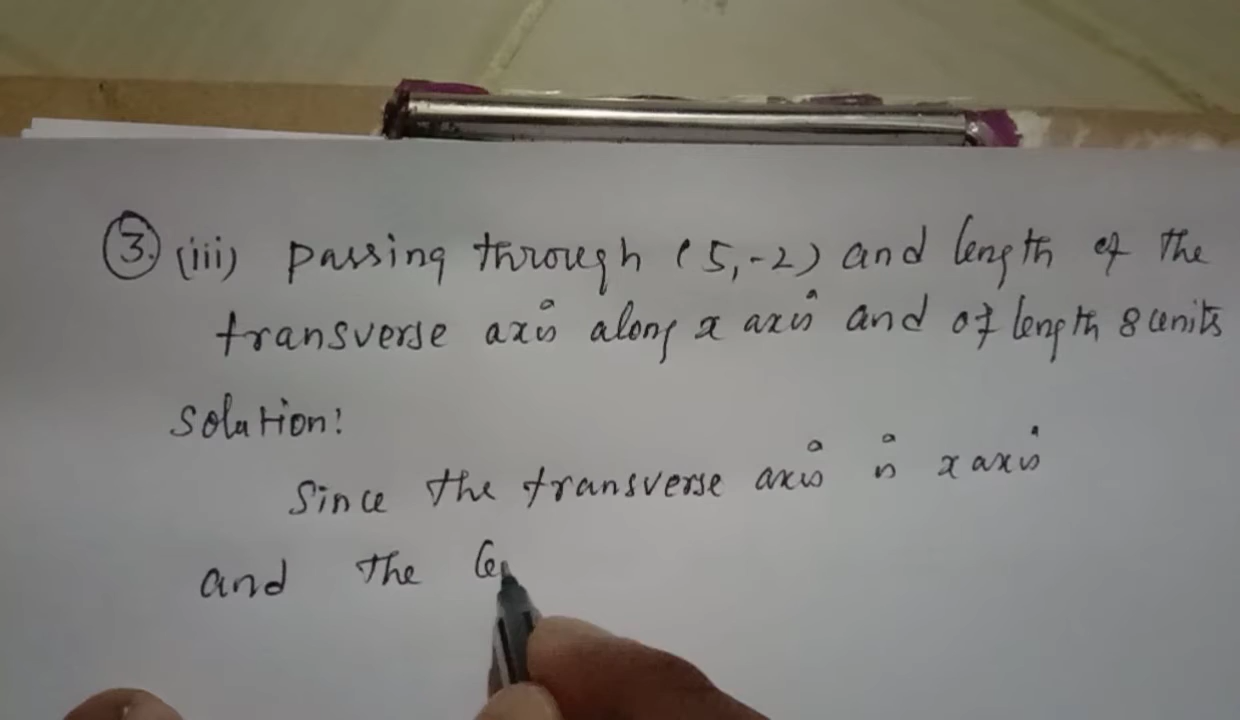 3. (iii) passing through (5,-2) and length of the
transverse axis along x axis and of length 8 units
Solution:
Since the transverse axis is x axis
and the le